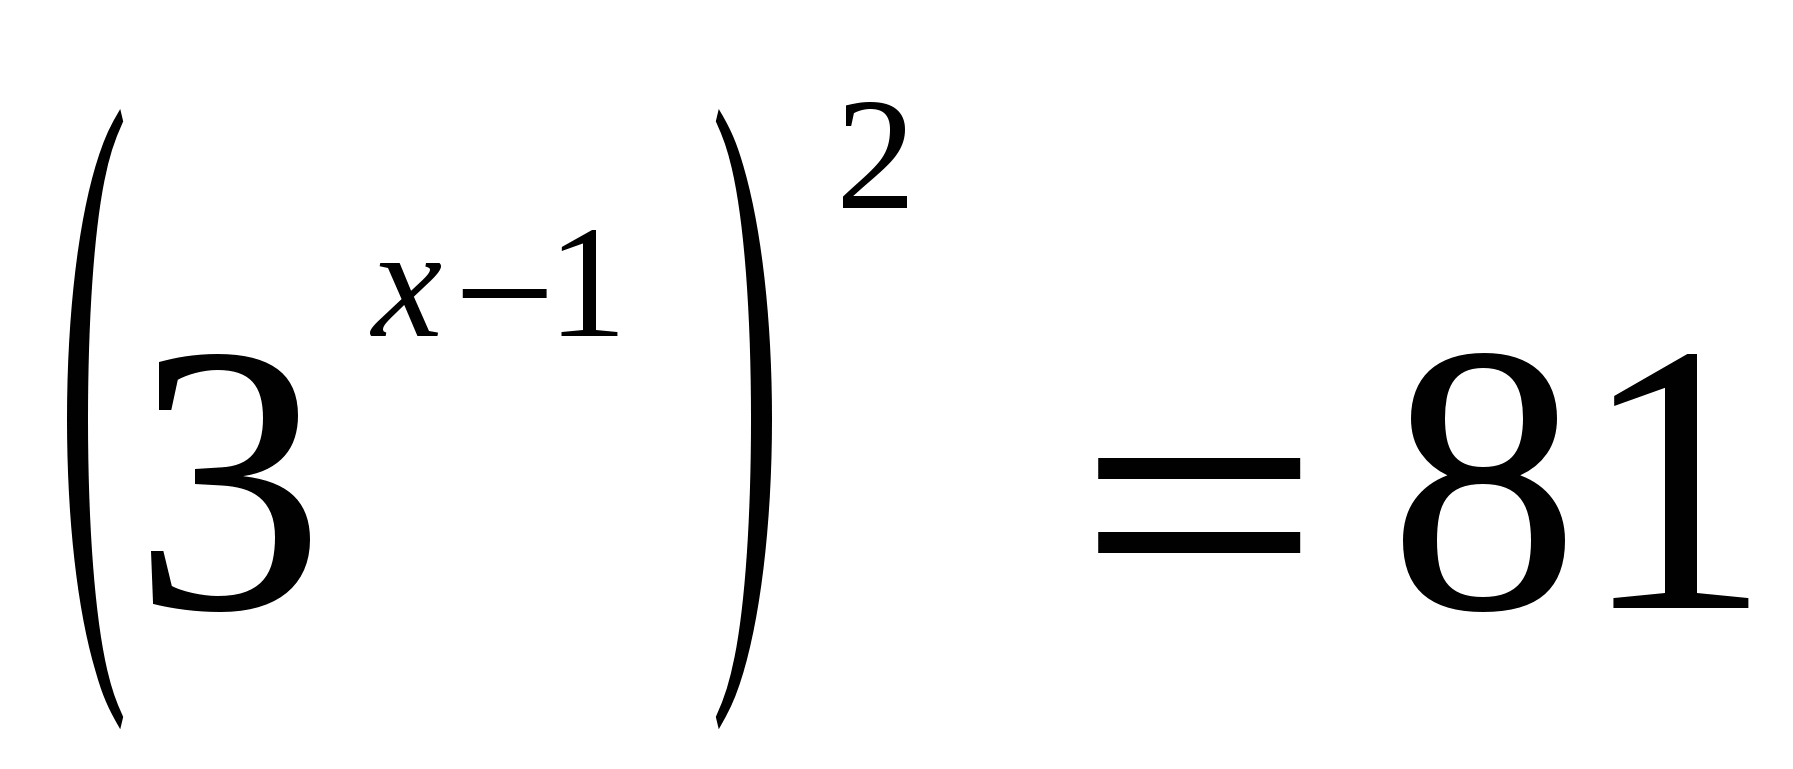 (3^{x-1})^2 = 81